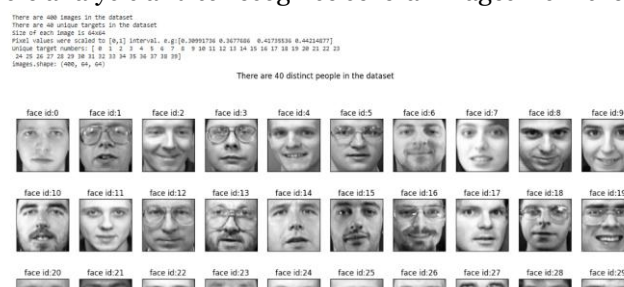 There are 400 images in the dataset
There are 40 unique targets in the dataset
Size of each image is 64x64
Pixel values were scaled to [0,1] interval. e.g:[0.30991736 0.3677686 0.41735536 0.44214877]
unique target numbers: [ 0 1 2 3 4 5 6 7 8 9 10 11 12 13 14 15 16 17 18 19 20 21 22 23
24 25 26 27 28 29 30 31 32 33 34 35 36 37 38 39]
images.shape: (400, 64, 64)
There are 40 distinct people in the dataset
face id:0 face id:1 face id:2 face id:3 face id:4 face id:5 face id:6 face id:7 face id:8 face id:9
face id:10 face id:11 face id:12 face id:13 face id:14 face id:15 face id:16 face id:17 face id:18 face id:19
face id:20 face id:21 face id:22 face id:23 face id:24 face id:25 face id:26 face id:27 face id:28 face id:29